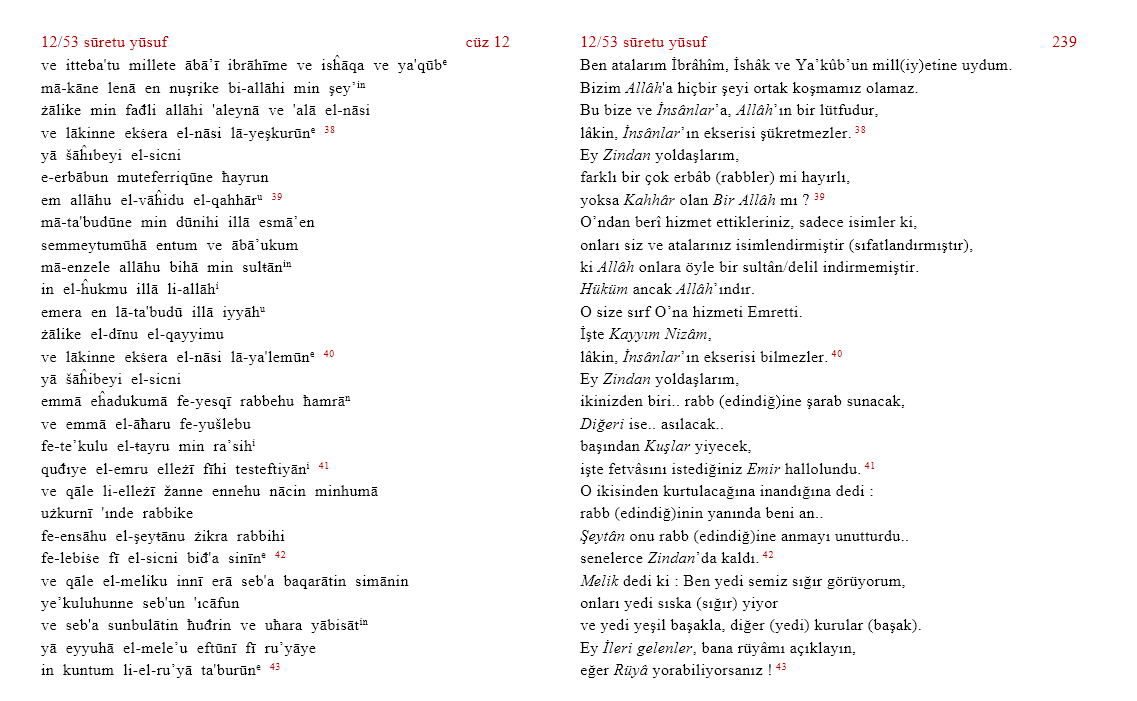 12/53 sūretu yūsuf cüz 12
ve itteba'tu millete ābā’ī ibrāhīme ve isĥāqa ve ya'qūbᵉ
mā-kāne lenā en nuşrike bi-allāhi min şey’ⁱⁿ
żālike min fađli allāhi 'aleynā ve 'alā el-nāsi
ve lākinne ekśera el-nāsi lā-yeşkurūnᵉ 38
yā šāĥıbeyi el-sicni
e-erbābun muteferriqūne ħayrun
em allāhu el-vāĥidu el-qahhārᵘ 39
mā-ta'budūne min dūnihi illā esmā’en
semmeytumūhā entum ve ābā’ukum
mā-enzele allāhu bihā min sulŧānⁱⁿ
in el-ĥukmu illā li-allāhⁱ
emera en lā-ta'budū illā iyyāhᵘ
żālike el-dīnu el-qayyimu
ve lākinne ekśera el-nāsi lā-ya'lemūnᵉ 40
yā šāĥibeyi el-sicni
emmā eĥadukumā fe-yesqī rabbehu ħamrāⁿ
ve emmā el-āħaru fe-yušlebu
fe-te’kulu el-ŧayru min ra’sihⁱ
quđıye el-emru elleżī fīhi testeftiyānⁱ 41
ve qāle li-elleżī žanne ennehu nācin minhumā
użkurnī 'ınde rabbike
fe-ensāhu el-şeyŧānu żikra rabbihi
fe-lebiśe fī el-sicni biđ'a sinīnᵉ 42
ve qāle el-meliku innī erā seb'a baqarātin simānin
ye’kuluhunne seb'un 'ıcāfun
ve seb'a sunbulātin ħuđrin ve uħara yābisātⁱⁿ
yā eyyuhā el-mele’u eftūnī fī ru’yāye
in kuntum li-el-ru’yā ta'burūnᵉ 43
12/53 sūretu yūsuf 239
Ben atalarım İbrâhîm, İshâk ve Ya’kûb’un mill(iy)etine uydum.
Bizim Allâh'a hiçbir şeyi ortak koşmamız olamaz.
Bu bize ve İnsânlar’a, Allâh’ın bir lütfudur,
lâkin, İnsânlar’ın ekserisi şükretmezler. 38
Ey Zindan yoldaşlarım,
farklı bir çok erbâb (rabbler) mi hayırlı,
yoksa Kahhâr olan Bir Allâh mı ? 39
O’ndan berî hizmet ettikleriniz, sadece isimler ki,
onları siz ve atalarınız isimlendirmiştir (sıfatlandırmıştır),
ki Allâh onlara öyle bir sultân/delil indirmemiştir.
Hüküm ancak Allâh’ındır.
O size sırf O’na hizmeti Emretti.
İşte Kayyım Nizâm,
lâkin, İnsânlar’ın ekserisi bilmezler. 40
Ey Zindan yoldaşlarım,
ikinizden biri.. rabb (edindiğ)ine şarab sunacak,
Diğeri ise.. asılacak..
başından Kuşlar yiyecek,
işte fetvâsını istediğiniz Emir hallolundu. 41
O ikisinden kurtulacağına inandığına dedi :
rabb (edindiğ)inin yanında beni an..
Şeytân onu rabb (edindiğ)ine anmayı unutturdu..
senelerce Zindan’da kaldı. 42
Melik dedi ki : Ben yedi semiz sığır görüyorum,
onları yedi sıska (sığır) yiyor
ve yedi yeşil başakla, diğer (yedi) kurular (başak).
Ey İleri gelenler, bana rüyâmı açıklayın,
eğer Rüyâ yorabiliyorsanız ! 43